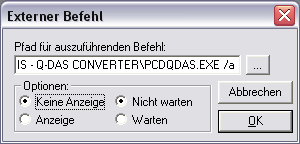 Externer Befehl
Pfad für auszuführenden Befehl:
IS - Q-DAS CONVERTER\PCDQDAS.EXE /a
...
Optionen:
Keine Anzeige
Nicht warten
Anzeige
Warten
Abbrechen
OK